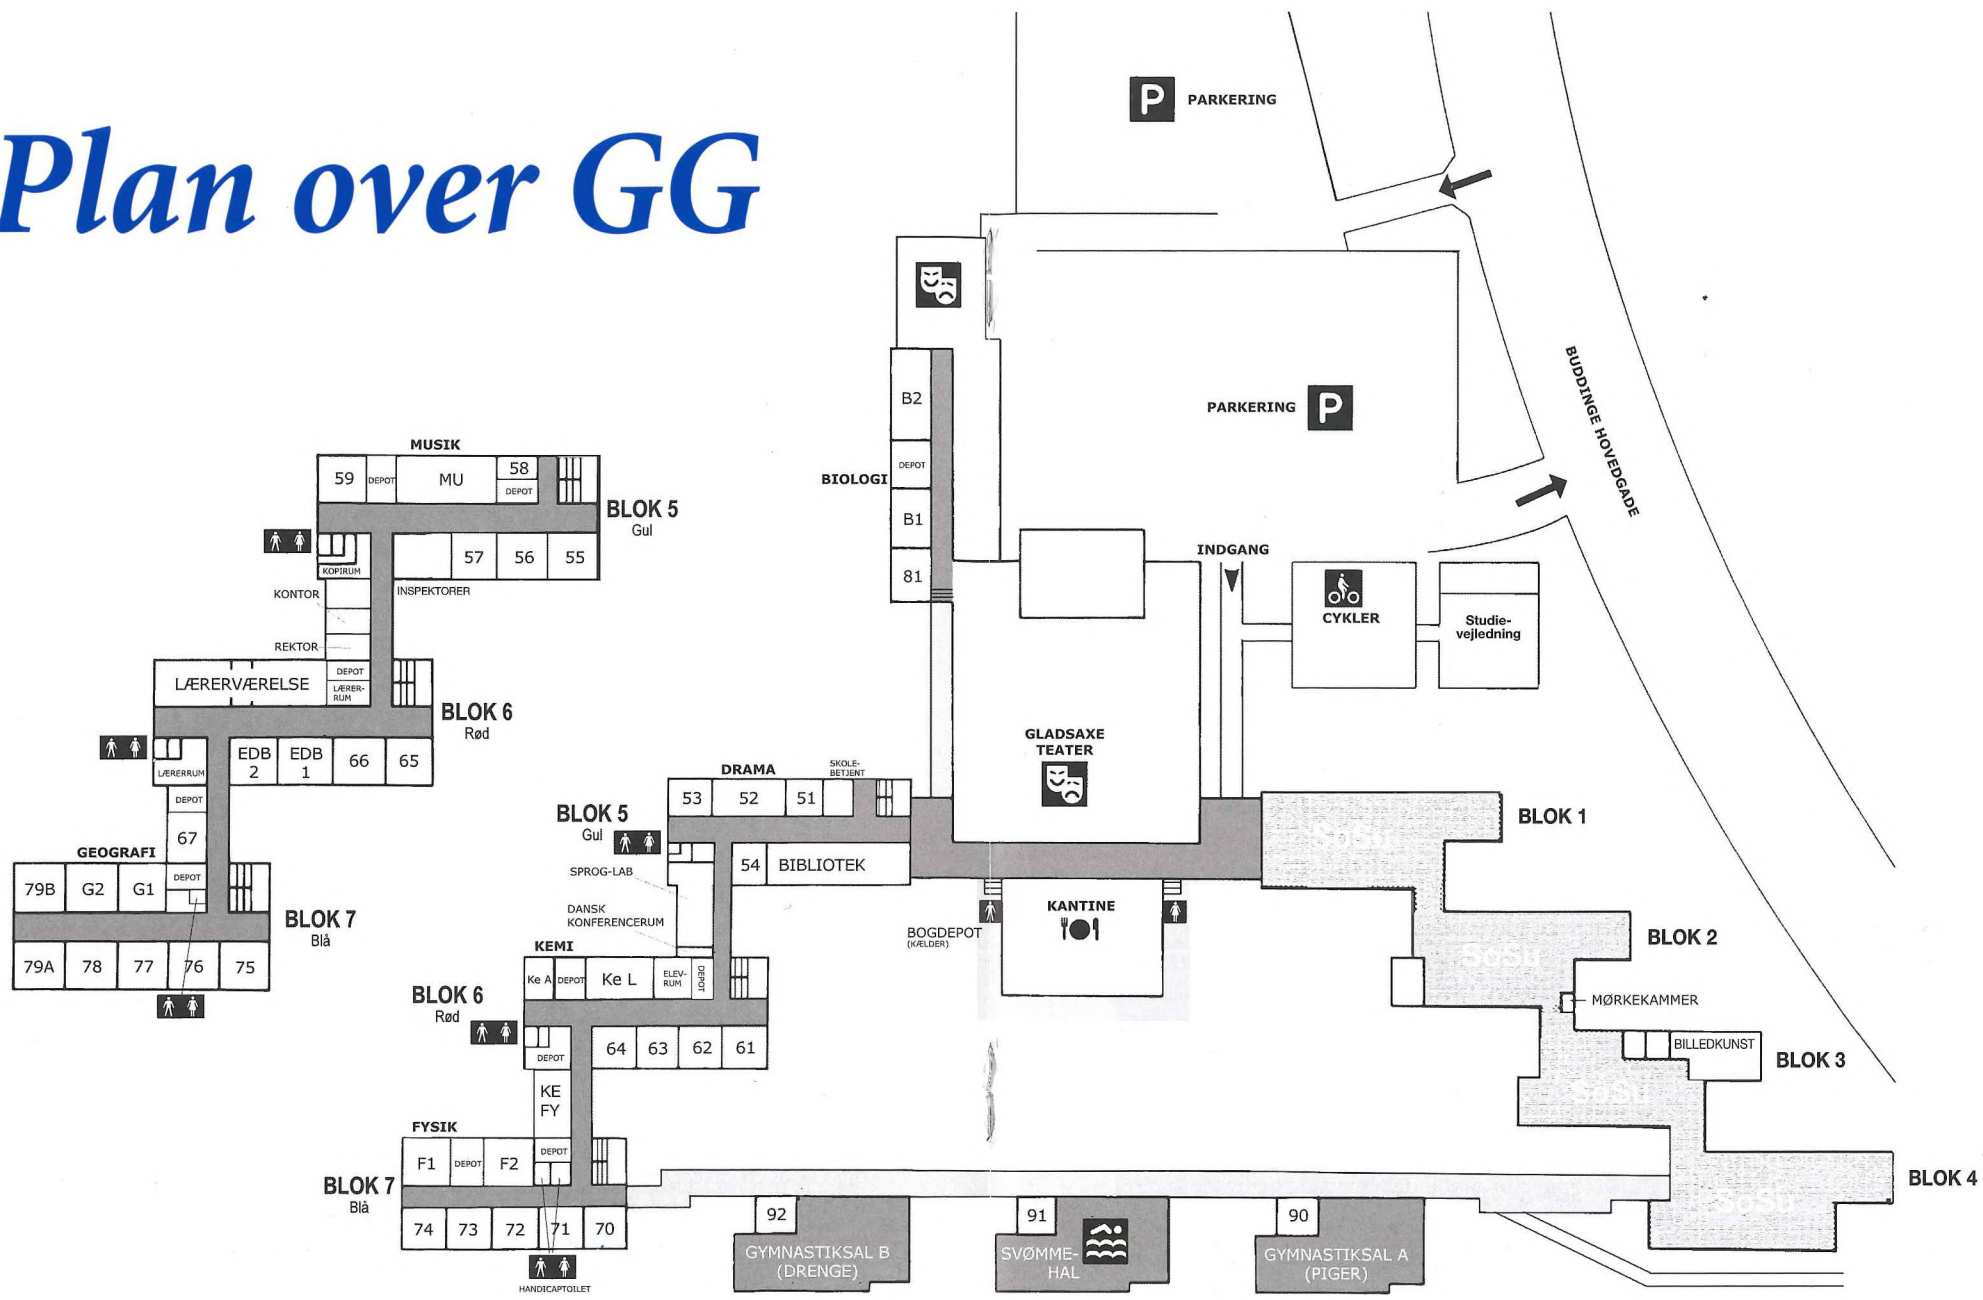 Plan over GG
P PARKERING
PARKERING P
BUDDINGE HOVEDGADE
B2
DEPOT
BIOLOGI
B1
81
INDGANG
CYKLER
Studie-
vejledning
GLADSAXE
TEATER
MUSIK
59
DEPOT
MU
58
DEPOT
BLOK 5
Gul
KOPIRUM
57
56
55
INSPEKTORER
KONTOR
REKTOR
LÆRERVÆRELSE
DEPOT
LÆRER-
RUM
BLOK 6
Rød
LÆRERRUM
EDB
2
EDB
1
66
65
DEPOT
67
GEOGRAFI
79B
G2
G1
DEPOT
BLOK 7
Blå
79A
78
77
76
75
DRAMA
SKOLE-
BETJENT
53
52
51
BLOK 5
Gul
54
BIBLIOTEK
SPROG-LAB
DANSK
KONFERENCERUM
KEMI
Ke A
DEPOT
Ke L
ELEV-
RUM
DEPOT
BLOK 6
Rød
DEPOT
64
63
62
61
KE
FY
FYSIK
F1
DEPOT
F2
DEPOT
BLOK 7
Blå
74
73
72
71
70
HANDICAPTOILET
KANTINE
BOGDEPOT
(KÆLDER)
SoSu
BLOK 1
SoSu
BLOK 2
MØRKEKAMMER
BILLEDKUNST
BLOK 3
SoSu
BLOK 4
SoSu
92
GYMNASTIKSAL B
(DRENGE)
91
SVØMME-
HAL
90
GYMNASTIKSAL A
(PIGER)